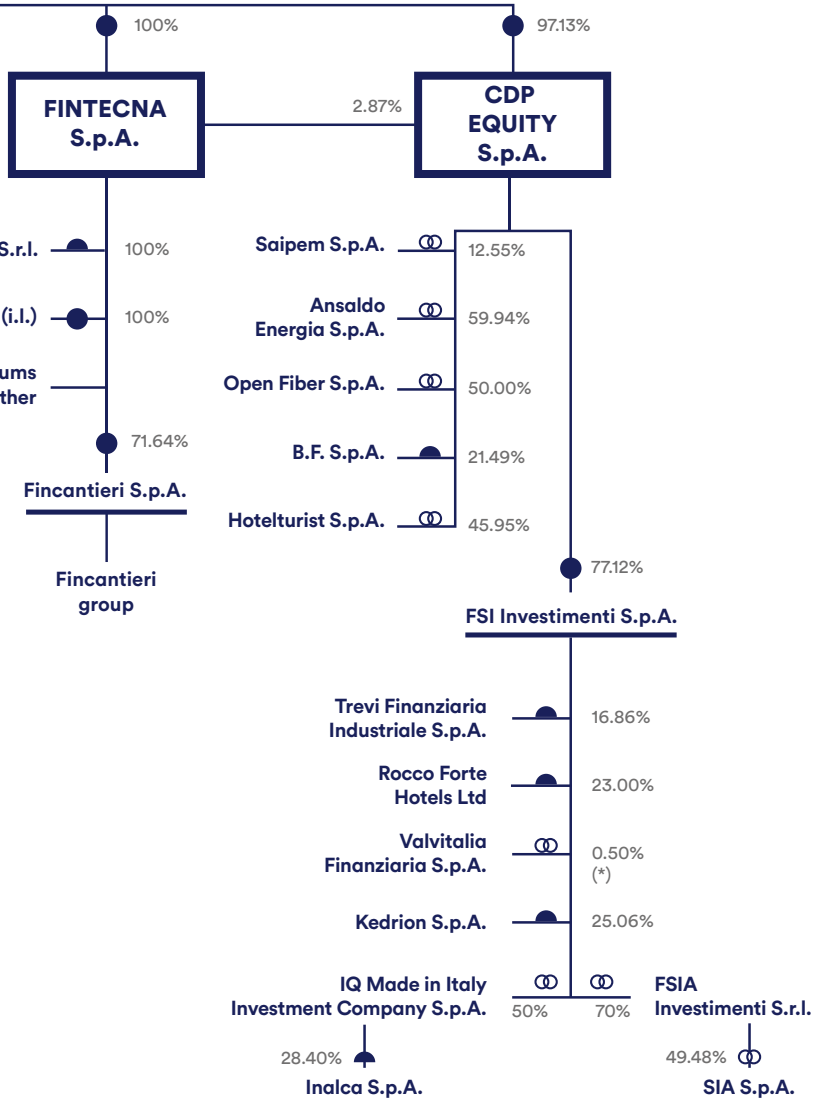 100%
97.13%
FINTECNA
S.p.A.
2.87%
CDP
EQUITY
S.p.A.
S.r.l.
100%
(i.l.)
100%
ums
ther
71.64%
Fincantieri S.p.A.
Fincantieri
group
Saipem S.p.A.
12.55%
Ansaldo
Energia S.p.A.
59.94%
Open Fiber S.p.A.
50.00%
B.F. S.p.A.
21.49%
Hotelturist S.p.A.
45.95%
77.12%
FSI Investimenti S.p.A.
Trevi Finanziaria
Industriale S.p.A.
16.86%
Rocco Forte
Hotels Ltd
23.00%
Valvitalia
Finanziaria S.p.A.
0.50%
(*)
Kedrion S.p.A.
25.06%
IQ Made in Italy
Investment Company S.p.A.
50%
70%
FSIA
Investimenti S.r.l.
28.40%
Inalca S.p.A.
49.48%
SIA S.p.A.